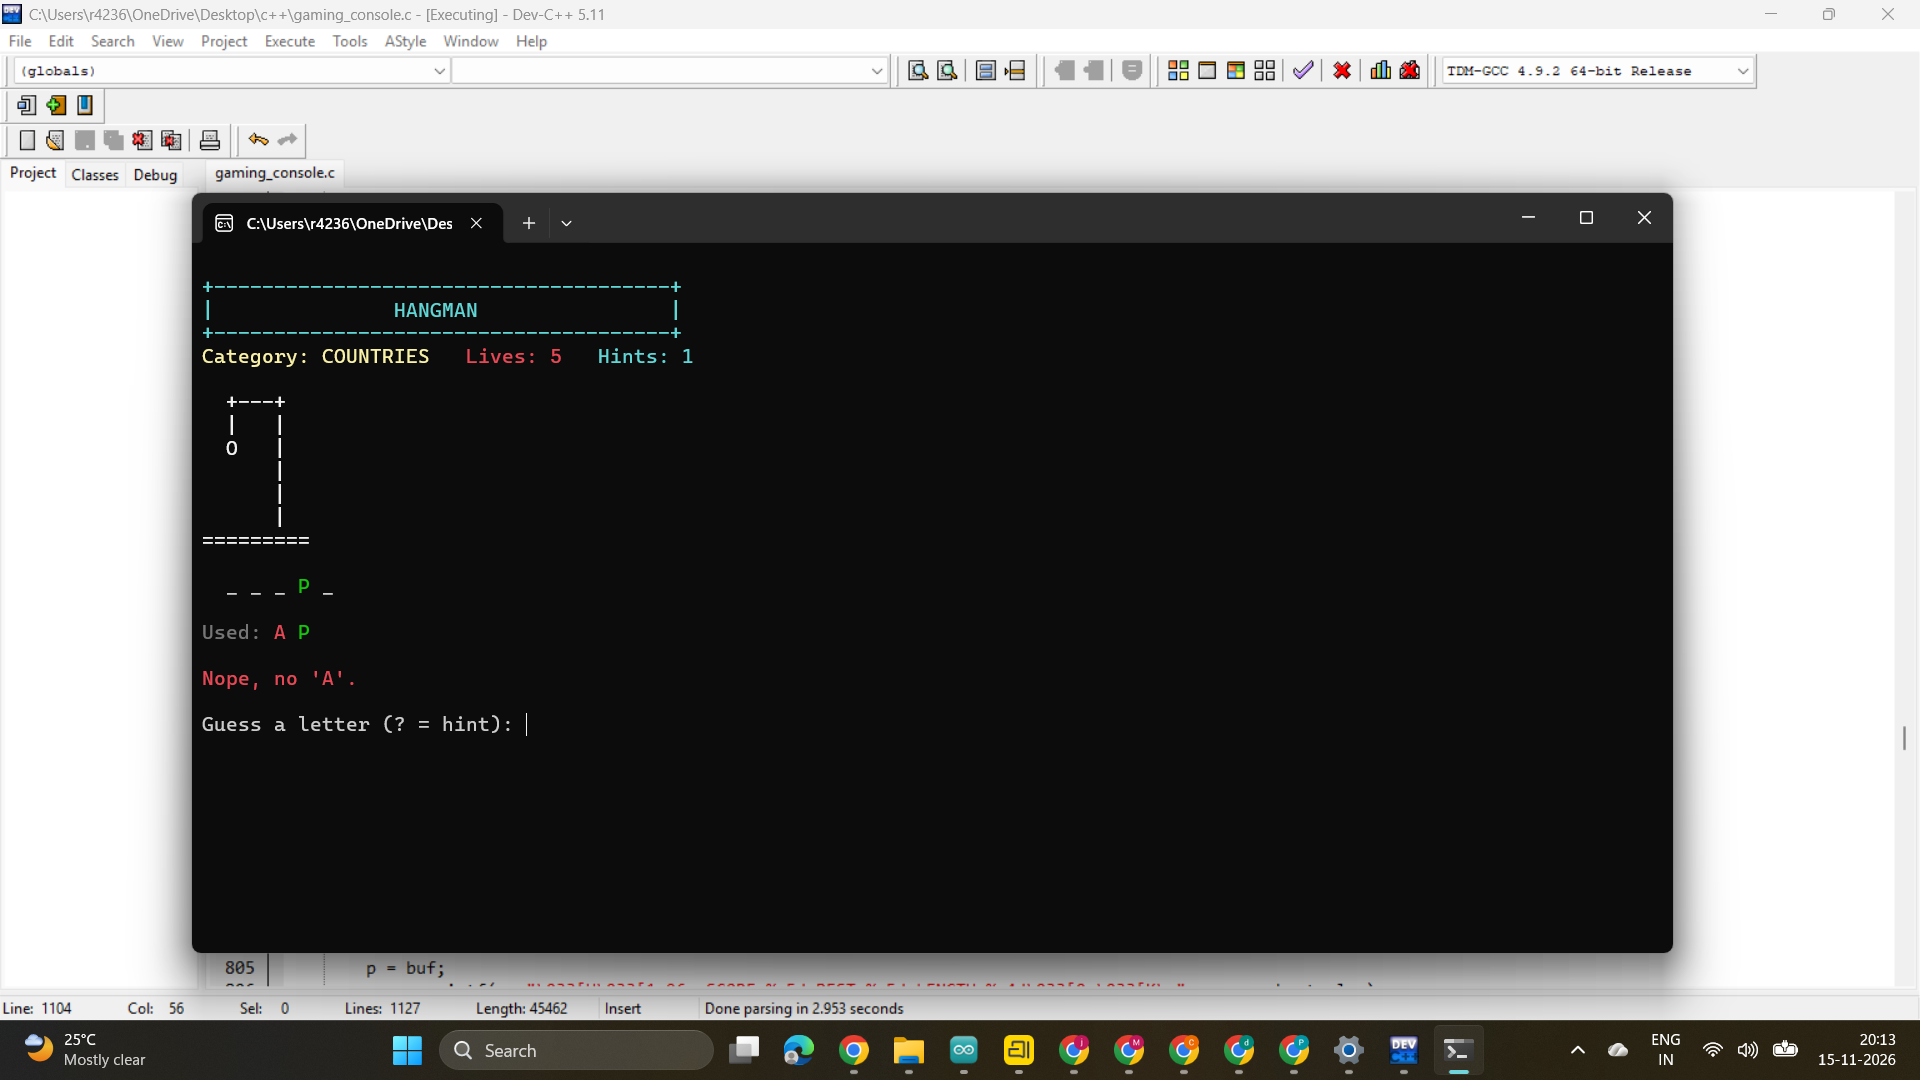 C:\Users\r4236\OneDrive\Desktop\c++\gaming_console.c - [Executing] - Dev-C++ 5.11
File Edit Search View Project Execute Tools AStyle Window Help
(globals)
TDM-GCC 4.9.2 64-bit Release
Project Classes Debug
gaming_console.c
C:\Users\r4236\OneDrive\Des
+--------------------------------------+
| HANGMAN |
+--------------------------------------+
Category: COUNTRIES Lives: 5 Hints: 1
+---+
| |
O |
|
|
|
=========
_ _ _ P _
Used: A P
Nope, no 'A'.
Guess a letter (? = hint):
805 p = buf;
Line: 1104 Col: 56 Sel: 0 Lines: 1127 Length: 45462 Insert Done parsing in 2.953 seconds
25°C
Mostly clear
Search
DEV
C++
ENG
IN
20:13
15-11-2026